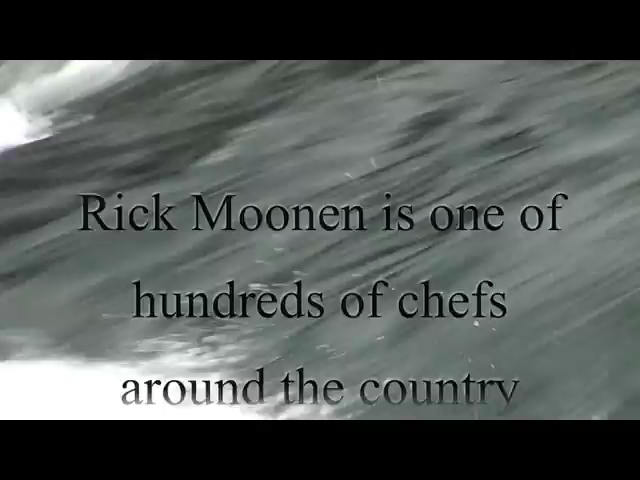 Rick Moonen is one of
hundreds of chefs
around the country